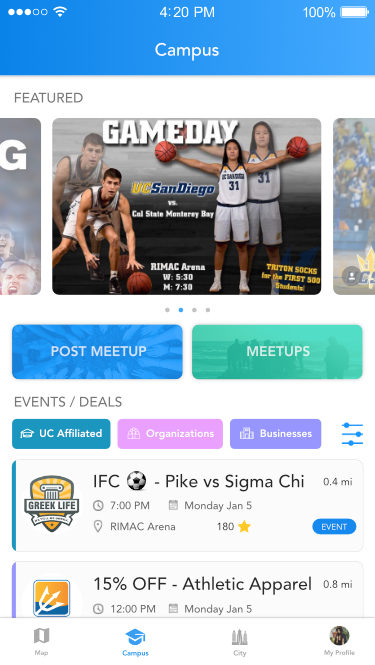 4:20 PM 100%
Campus
FEATURED
G
GAMEDAY
UC San Diego
vs.
Cal State Monterey Bay
UC SAN DIEGO
31
31
RIMAC Arena
W: 5:30
M: 7:30
TRITON SOCKS
for the FIRST 500
Students!
POST MEETUP
MEETUPS
EVENTS / DEALS
UC Affiliated
Organizations
Businesses
IFC ⚽ - Pike vs Sigma Chi
0.4 mi
GREEK LIFE
7:00 PM
Monday Jan 5
RIMAC Arena
180
EVENT
15% OFF - Athletic Apparel
0.8 mi
12:00 PM
Monday Jan 5
Map
Campus
City
My Profile